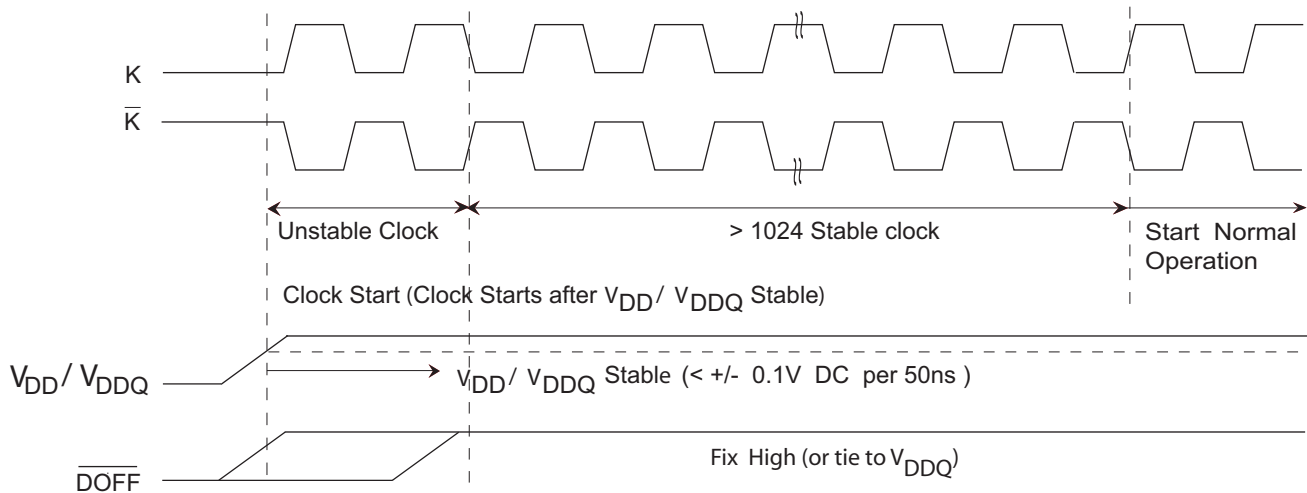 K
K̅
Unstable Clock
> 1024 Stable clock
Start Normal
Operation
Clock Start (Clock Starts after VDD / VDDQ Stable)
VDD / VDDQ
VDD / VDDQ Stable (< +/- 0.1V DC per 50ns )
D̅O̅F̅F̅
Fix High (or tie to VDDQ)